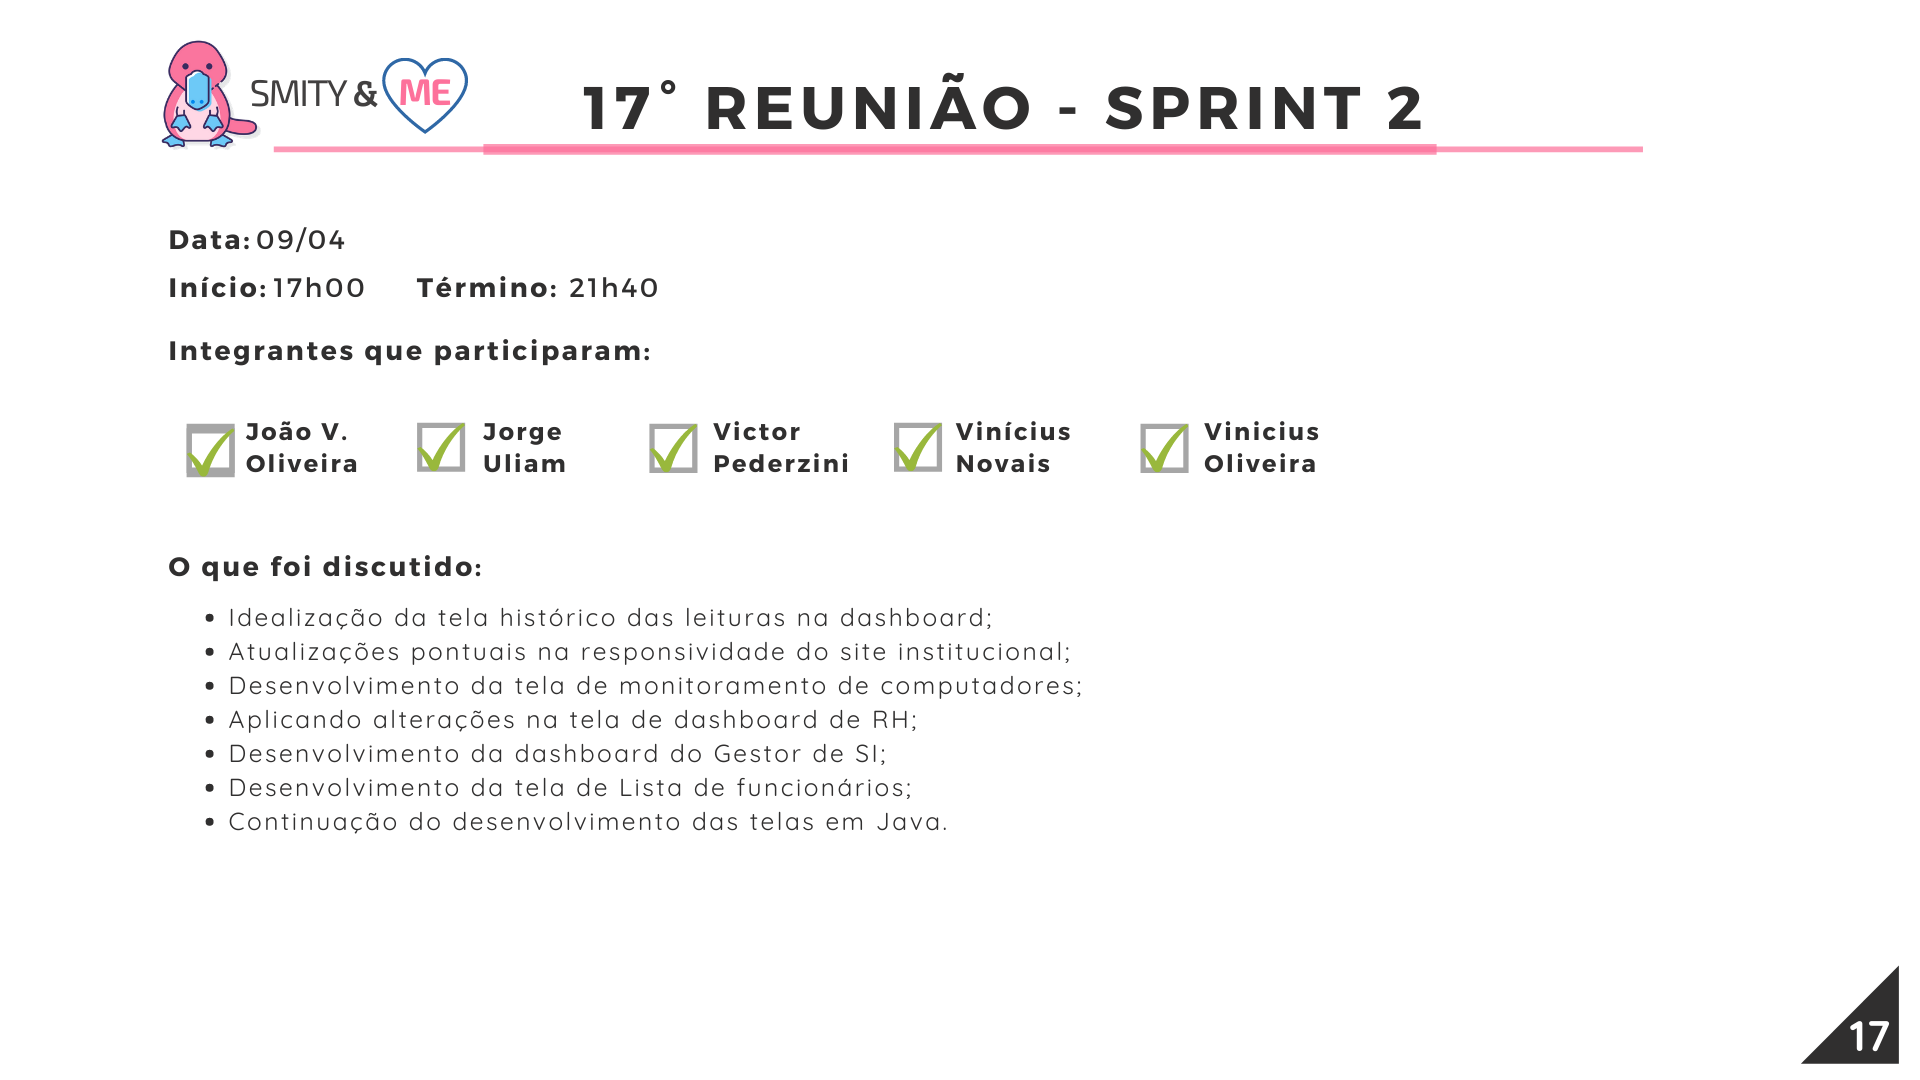 SMITY & ME
17° REUNIÃO - SPRINT 2
Data: 09/04
Início: 17h00 Término: 21h40
Integrantes que participaram:
João V. Oliveira
Jorge Uliam
Victor Pederzini
Vinícius Novais
Vinicius Oliveira
O que foi discutido:
• Idealização da tela histórico das leituras na dashboard;
• Atualizações pontuais na responsividade do site institucional;
• Desenvolvimento da tela de monitoramento de computadores;
• Aplicando alterações na tela de dashboard de RH;
• Desenvolvimento da dashboard do Gestor de SI;
• Desenvolvimento da tela de Lista de funcionários;
• Continuação do desenvolvimento das telas em Java.
17